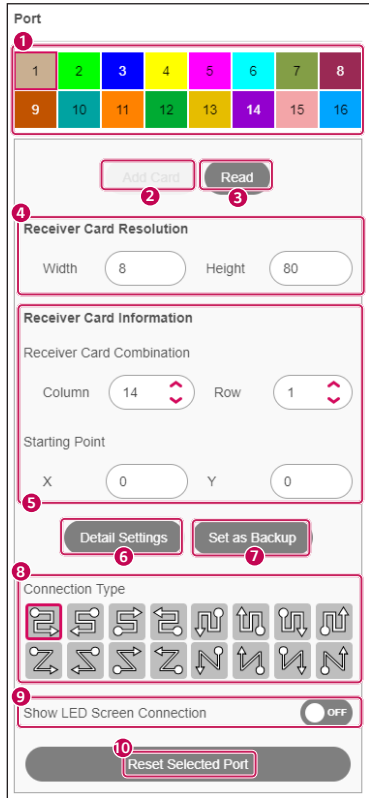 Port
1
1 2 3 4 5 6 7 8
9 10 11 12 13 14 15 16
Add Card Read
2 3
4
Receiver Card Resolution
Width 8 Height 80
Receiver Card Information
Receiver Card Combination
Column 14 Row 1
Starting Point
X 0 Y 0
5
Detail Settings Set as Backup
6 7
8
Connection Type
9
Show LED Screen Connection OFF
10
Reset Selected Port